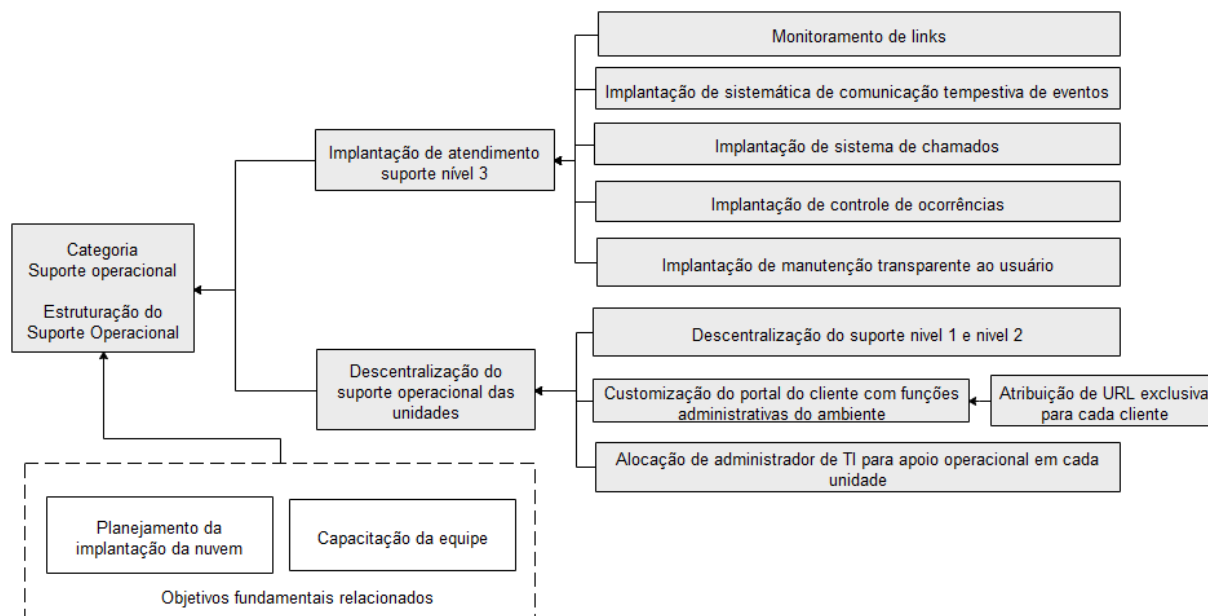 Monitoramento de links
Implantação de sistemática de comunicação tempestiva de eventos
Implantação de atendimento
suporte nível 3
Implantação de sistema de chamados
Implantação de controle de ocorrências
Implantação de manutenção transparente ao usuário
Categoria
Suporte operacional
Estruturação do
Suporte Operacional
Descentralização do suporte nivel 1 e nivel 2
Descentralização do
suporte operacional das
unidades
Customização do portal do cliente com funções
administrativas do ambiente
Atribuição de URL exclusiva
para cada cliente
Alocação de administrador de TI para apoio operacional em cada
unidade
Planejamento da
implantação da nuvem
Capacitação da equipe
Objetivos fundamentais relacionados